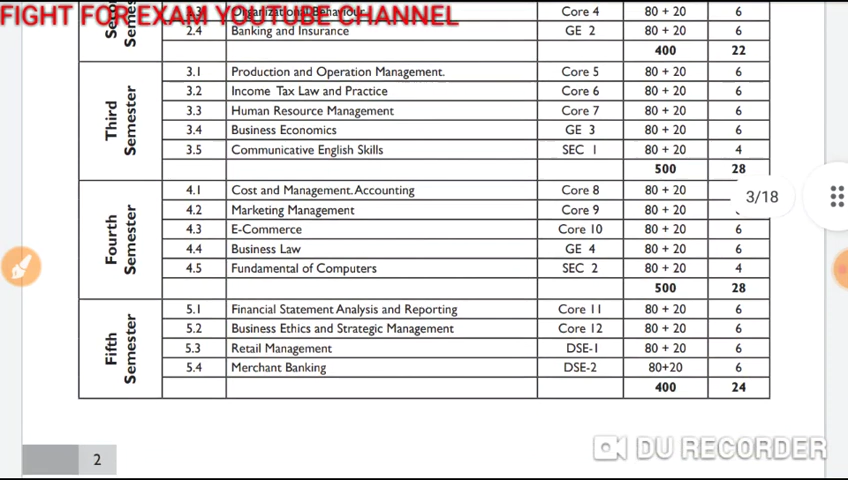 FIGHT FOR EXAM YOUTUBE CHANNEL
2.3 Organizational Behaviour Core 4 80 + 20 6
2.4 Banking and Insurance GE 2 80 + 20 6
400 22
Third Semester
3.1 Production and Operation Management. Core 5 80 + 20 6
3.2 Income Tax Law and Practice Core 6 80 + 20 6
3.3 Human Resource Management Core 7 80 + 20 6
3.4 Business Economics GE 3 80 + 20 6
3.5 Communicative English Skills SEC 1 80 + 20 4
500 28
Fourth Semester
4.1 Cost and Management. Accounting Core 8 80 + 20
3/18
4.2 Marketing Management Core 9 80 + 20
4.3 E-Commerce Core 10 80 + 20 6
4.4 Business Law GE 4 80 + 20 6
4.5 Fundamental of Computers SEC 2 80 + 20 4
500 28
Fifth Semester
5.1 Financial Statement Analysis and Reporting Core 11 80 + 20 6
5.2 Business Ethics and Strategic Management Core 12 80 + 20 6
5.3 Retail Management DSE-1 80 + 20 6
5.4 Merchant Banking DSE-2 80+20 6
400 24
2
DU RECORDER